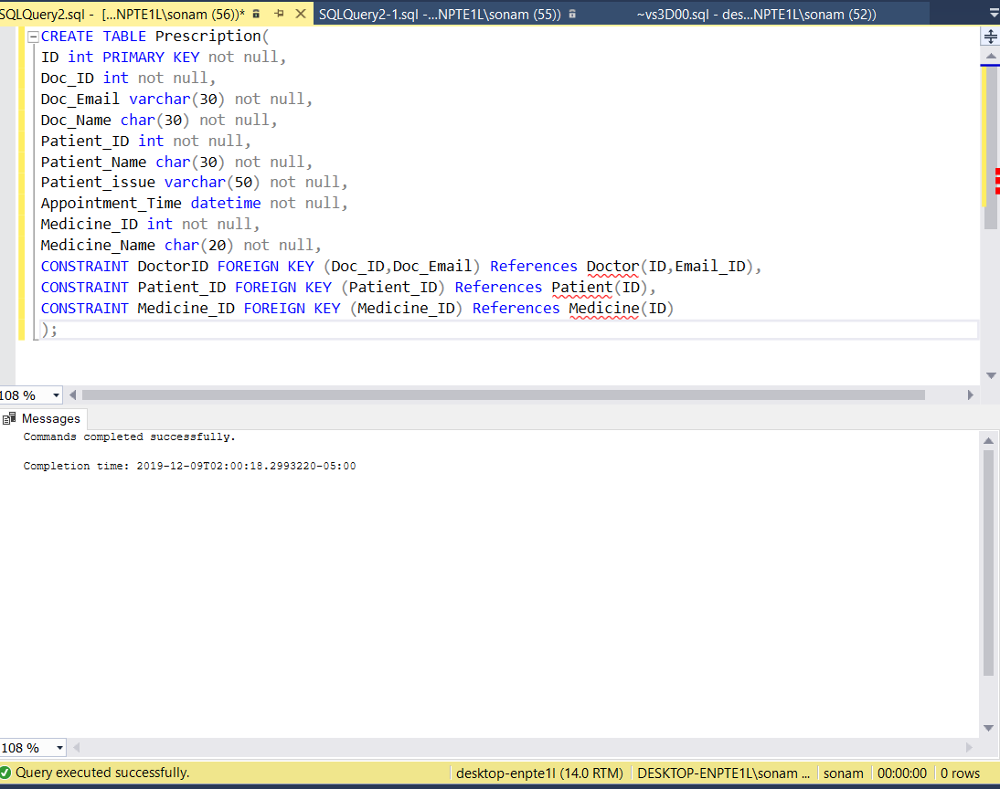 SQLQuery2.sql - [...NPTE1L\sonam (56))* SQLQuery2-1.sql -...NPTE1L\sonam (55)) ~vs3D00.sql - des...NPTE1L\sonam (52))
CREATE TABLE Prescription(
ID int PRIMARY KEY not null,
Doc_ID int not null,
Doc_Email varchar(30) not null,
Doc_Name char(30) not null,
Patient_ID int not null,
Patient_Name char(30) not null,
Patient_issue varchar(50) not null,
Appointment_Time datetime not null,
Medicine_ID int not null,
Medicine_Name char(20) not null,
CONSTRAINT DoctorID FOREIGN KEY (Doc_ID,Doc_Email) References Doctor(ID,Email_ID),
CONSTRAINT Patient_ID FOREIGN KEY (Patient_ID) References Patient(ID),
CONSTRAINT Medicine_ID FOREIGN KEY (Medicine_ID) References Medicine(ID)
);
108 %
Messages
Commands completed successfully.
Completion time: 2019-12-09T02:00:18.2993220-05:00
108 %
Query executed successfully. desktop-enpte1l (14.0 RTM) DESKTOP-ENPTE1L\sonam ... sonam 00:00:00 0 rows